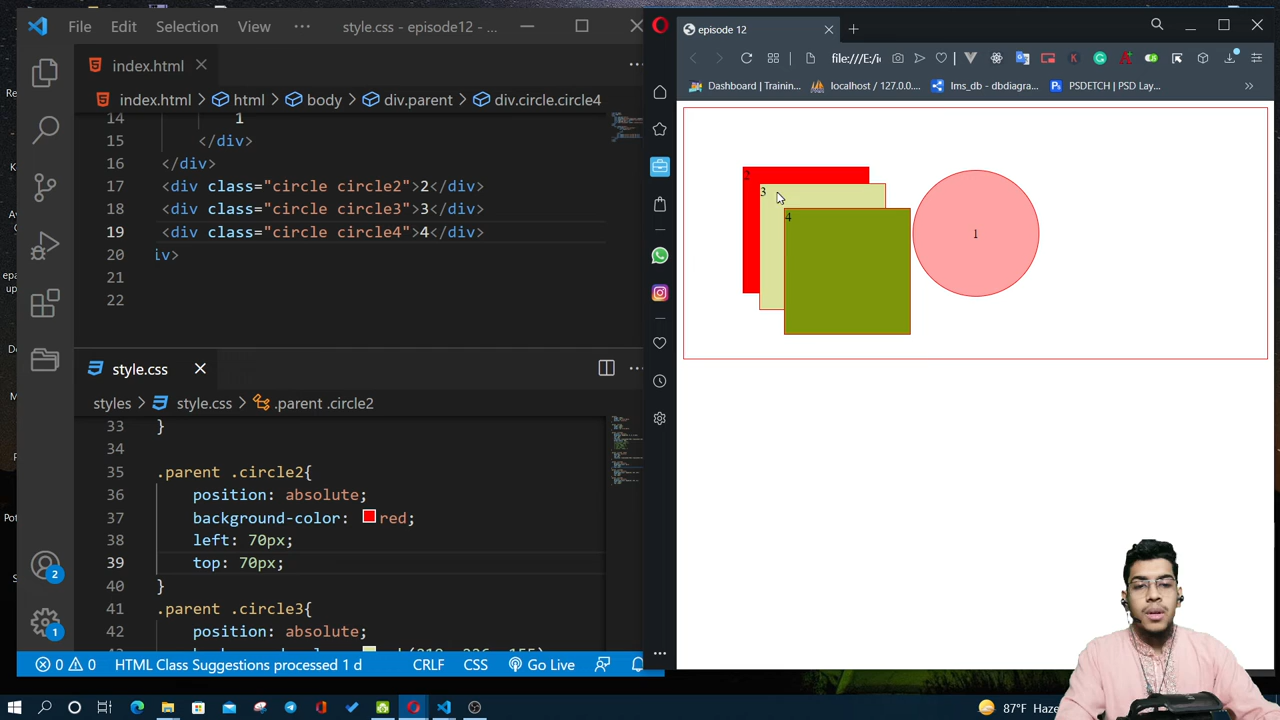 File Edit Selection View ··· style.css - episode12 -
index.html
index.html > html > body > div.parent > div.circle.circle4
14 1
15 </div>
16 </div>
17 <div class="circle circle2">2</div>
18 <div class="circle circle3">3</div>
19 <div class="circle circle4">4</div>
20 iv>
21
22
style.css
styles > style.css > .parent .circle2
33 }
34
35 .parent .circle2{
36 position: absolute;
37 background-color: red;
38 left: 70px;
39 top: 70px;
40 }
41 .parent .circle3{
42 position: absolute;
2
1
0 0 HTML Class Suggestions processed 1 d CRLF CSS Go Live
episode 12
file:///E:/
Dashboard | Trainin... localhost / 127.0.0.... lms_db - dbdiagra... PSDETCH | PSD Lay...
2
3
4
1
87°F Haze